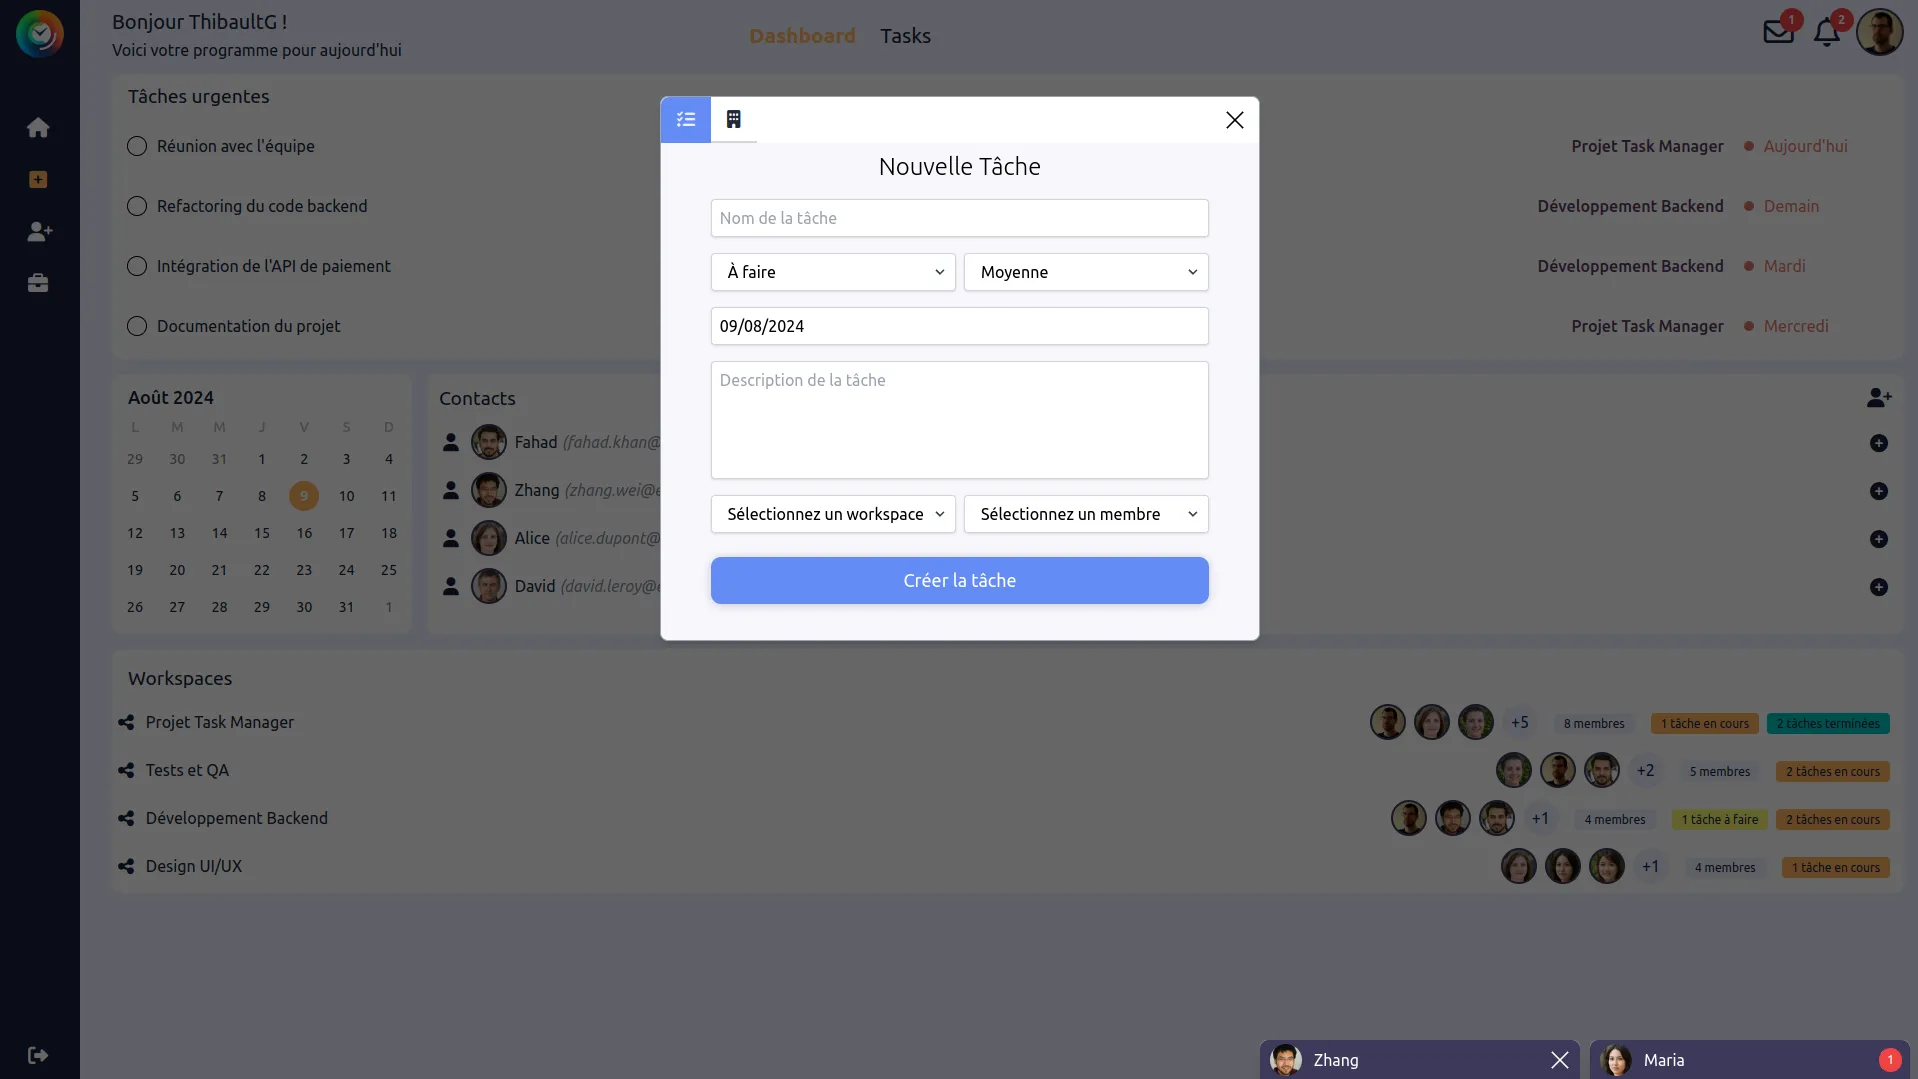 Bonjour ThibaultG !
Voici votre programme pour aujourd'hui
Dashboard Tasks
1
2
Tâches urgentes
Réunion avec l'équipe Projet Task Manager Aujourd'hui
Refactoring du code backend Développement Backend Demain
Intégration de l'API de paiement Développement Backend Mardi
Documentation du projet Projet Task Manager Mercredi
Nouvelle Tâche
Nom de la tâche
À faire Moyenne
09/08/2024
Description de la tâche
Sélectionnez un workspace Sélectionnez un membre
Créer la tâche
Août 2024
L M M J V S D
29 30 31 1 2 3 4
5 6 7 8 9 10 11
12 13 14 15 16 17 18
19 20 21 22 23 24 25
26 27 28 29 30 31 1
Contacts
Fahad (fahad.khan@
Zhang (zhang.wei@e
Alice (alice.dupont@
David (david.leroy@e
Workspaces
Projet Task Manager +5 8 membres 1 tâche en cours 2 tâches terminées
Tests et QA +2 5 membres 2 tâches en cours
Développement Backend +1 4 membres 1 tâche à faire 2 tâches en cours
Design UI/UX +1 4 membres 1 tâche en cours
Zhang Maria 1